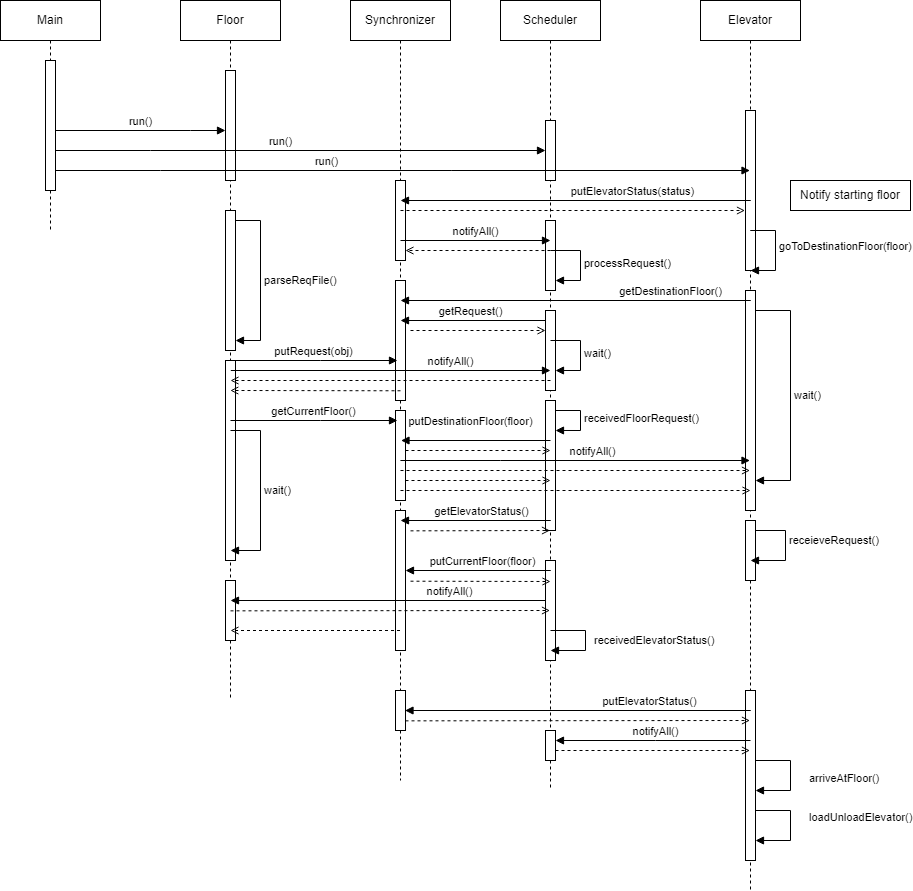 Main
Floor
Synchronizer
Scheduler
Elevator
run()
run()
run()
putElevatorStatus(status)
Notify starting floor
notifyAll()
goToDestinationFloor(floor)
processRequest()
parseReqFile()
getDestinationFloor()
getRequest()
putRequest(obj)
wait()
notifyAll()
wait()
getCurrentFloor()
receivedFloorRequest()
putDestinationFloor(floor)
notifyAll()
wait()
getElevatorStatus()
receieveRequest()
putCurrentFloor(floor)
notifyAll()
receivedElevatorStatus()
putElevatorStatus()
notifyAll()
arriveAtFloor()
loadUnloadElevator()